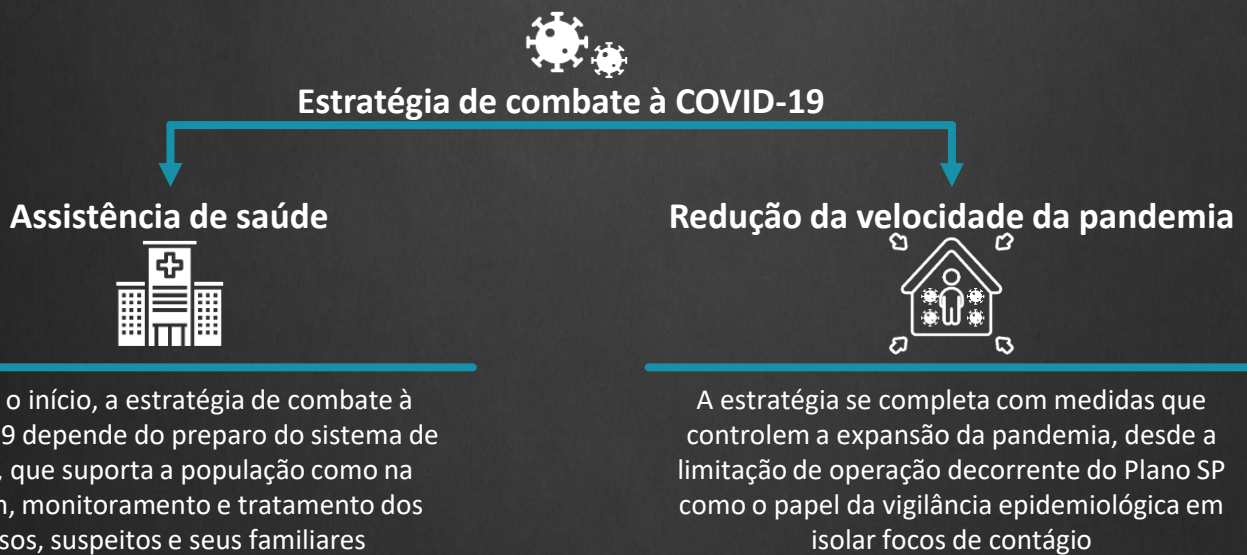 Estratégia de combate à COVID-19
Assistência de saúde
o início, a estratégia de combate à
9 depende do preparo do sistema de
, que suporta a população como na
, monitoramento e tratamento dos
sos, suspeitos e seus familiares
Redução da velocidade da pandemia
A estratégia se completa com medidas que
controlem a expansão da pandemia, desde a
limitação de operação decorrente do Plano SP
como o papel da vigilância epidemiológica em
isolar focos de contágio